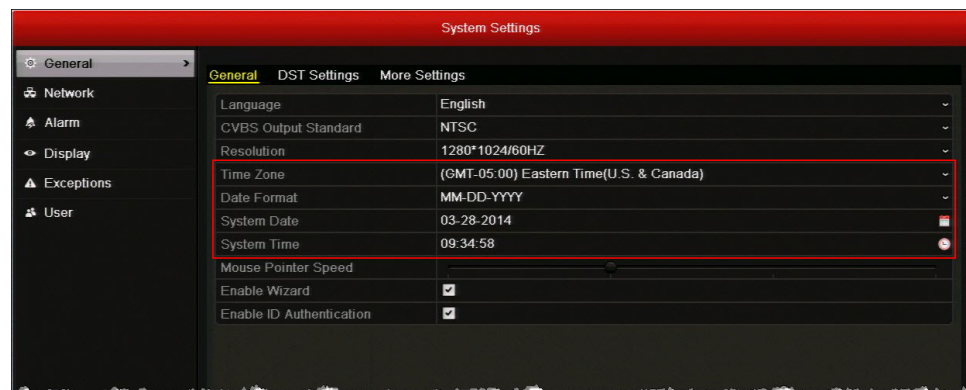 System Settings
General
Network
Alarm
Display
Exceptions
User
General DST Settings More Settings
Language English
CVBS Output Standard NTSC
Resolution 1280*1024/60HZ
Time Zone (GMT-05:00) Eastern Time(U.S. & Canada)
Date Format MM-DD-YYYY
System Date 03-28-2014
System Time 09:34:58
Mouse Pointer Speed
Enable Wizard
Enable ID Authentication